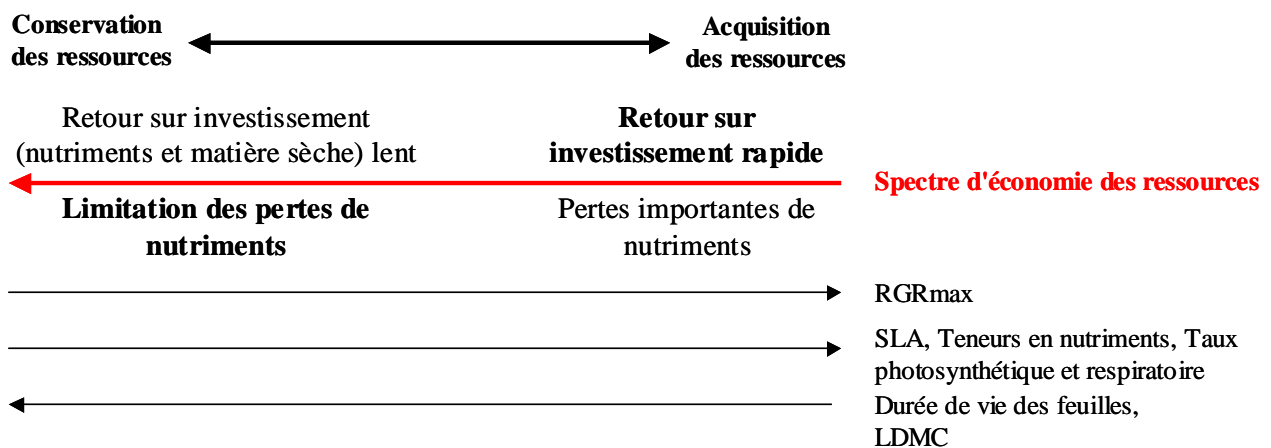 Conservation
des ressources
Acquisition
des ressources
Retour sur investissement
(nutriments et matière sèche) lent
Retour sur
investissement rapide
Spectre d'économie des ressources
Limitation des pertes de
nutriments
Pertes importantes de
nutriments
RGRmax
SLA, Teneurs en nutriments, Taux
photosynthétique et respiratoire
Durée de vie des feuilles,
LDMC